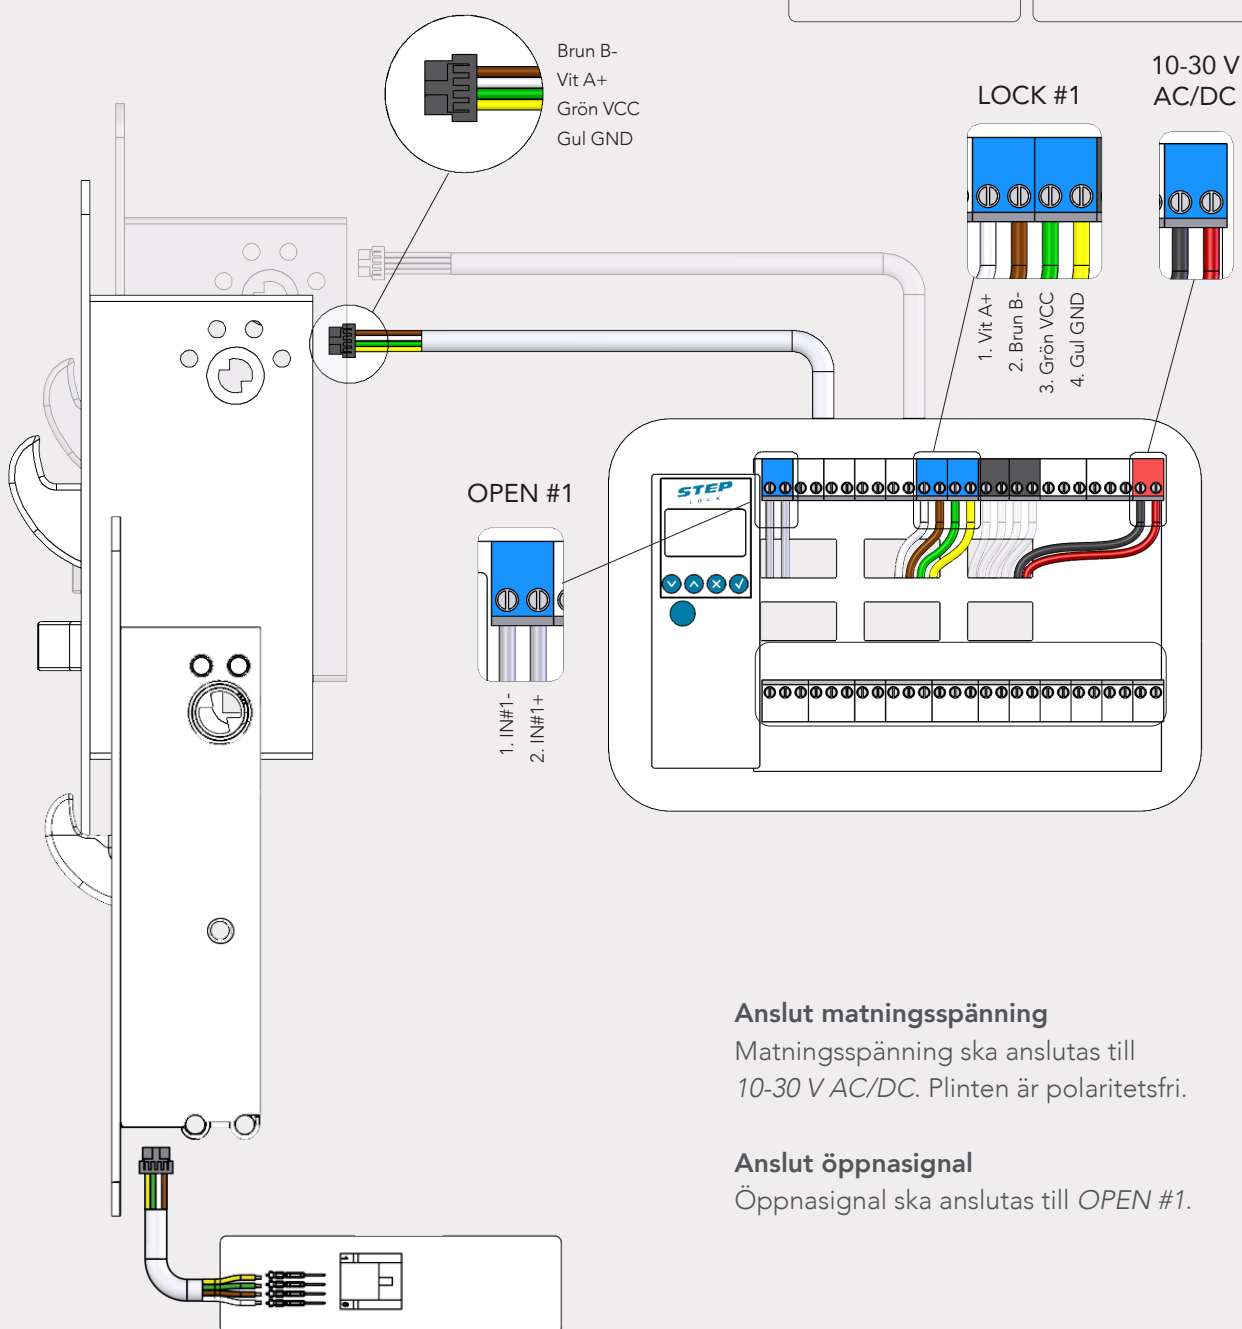 Brun B-
Vit A+
Grön VCC
Gul GND
LOCK #1
10-30 V
AC/DC
1. Vit A+
2. Brun B-
3. Grön VCC
4. Gul GND
OPEN #1
1. IN#1-
2. IN#1+
STEP
LOCK
Anslut matningsspänning
Matningsspänning ska anslutas till
10-30 V AC/DC. Plinten är polaritetsfri.
Anslut öppnasignal
Öppnasignal ska anslutas till OPEN #1.